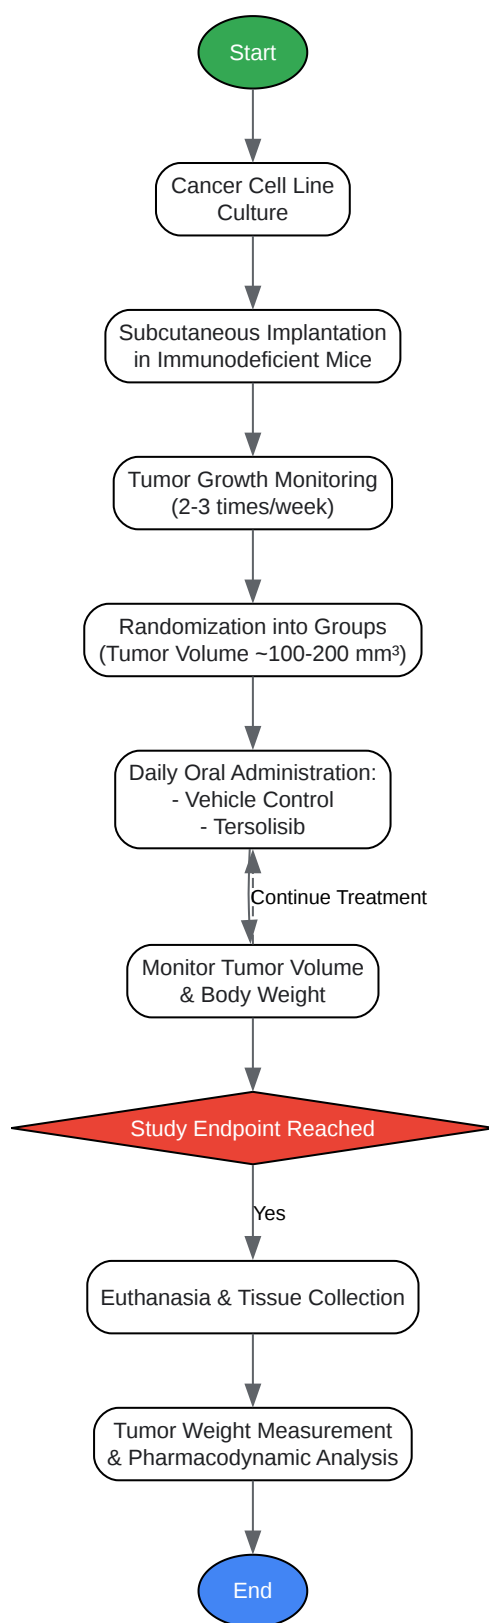 Start
Cancer Cell Line
Culture
Subcutaneous Implantation
in Immunodeficient Mice
Tumor Growth Monitoring
(2-3 times/week)
Randomization into Groups
(Tumor Volume ~100-200 mm³)
Daily Oral Administration:
- Vehicle Control
- Tersolisib
Continue Treatment
Monitor Tumor Volume
& Body Weight
Study Endpoint Reached
Yes
Euthanasia & Tissue Collection
Tumor Weight Measurement
& Pharmacodynamic Analysis
End